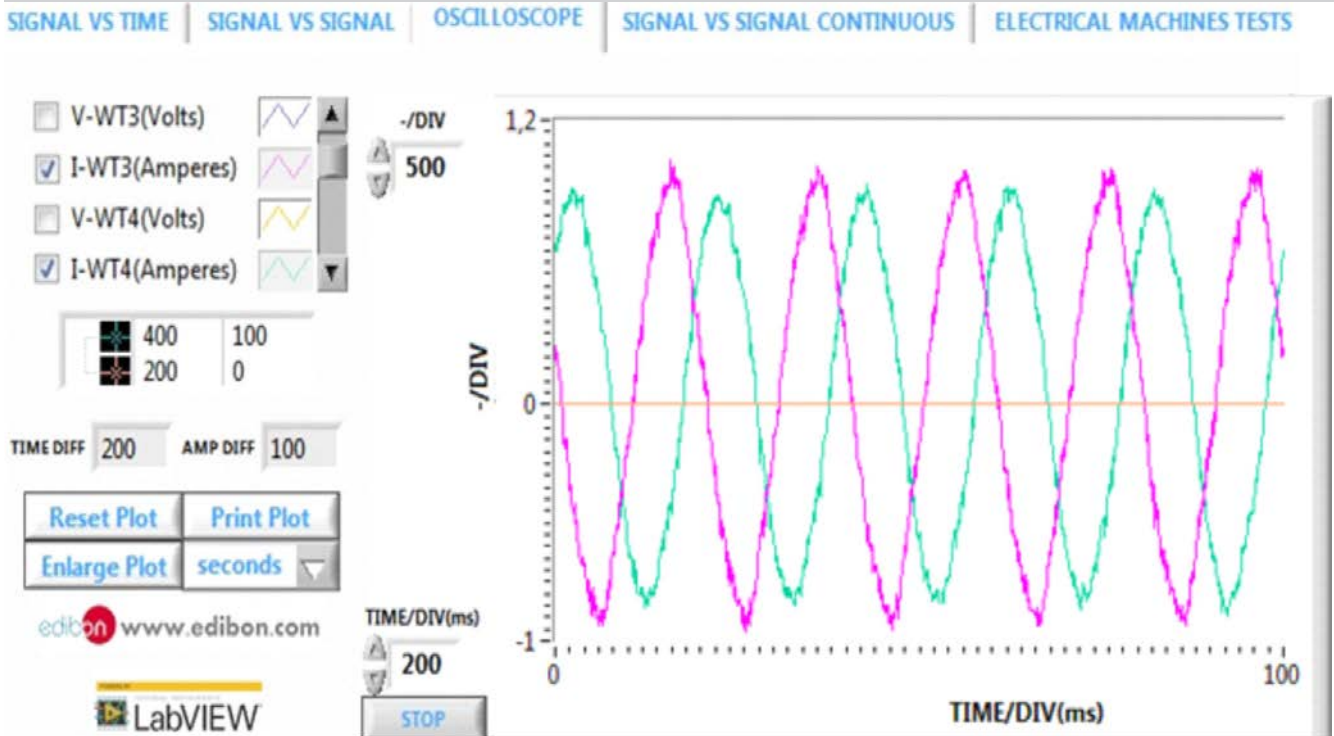 SIGNAL VS TIME
SIGNAL VS SIGNAL
OSCILLOSCOPE
SIGNAL VS SIGNAL CONTINUOUS
ELECTRICAL MACHINES TESTS
V-WT3(Volts)
I-WT3(Amperes)
V-WT4(Volts)
I-WT4(Amperes)
400 100
200 0
TIME DIFF 200 AMP DIFF 100
Reset Plot Print Plot
Enlarge Plot seconds
edibon www.edibon.com
LabVIEW
-/DIV
500
TIME/DIV(ms)
200
STOP
-/DIV
1,2
0
-1
0 100
TIME/DIV(ms)